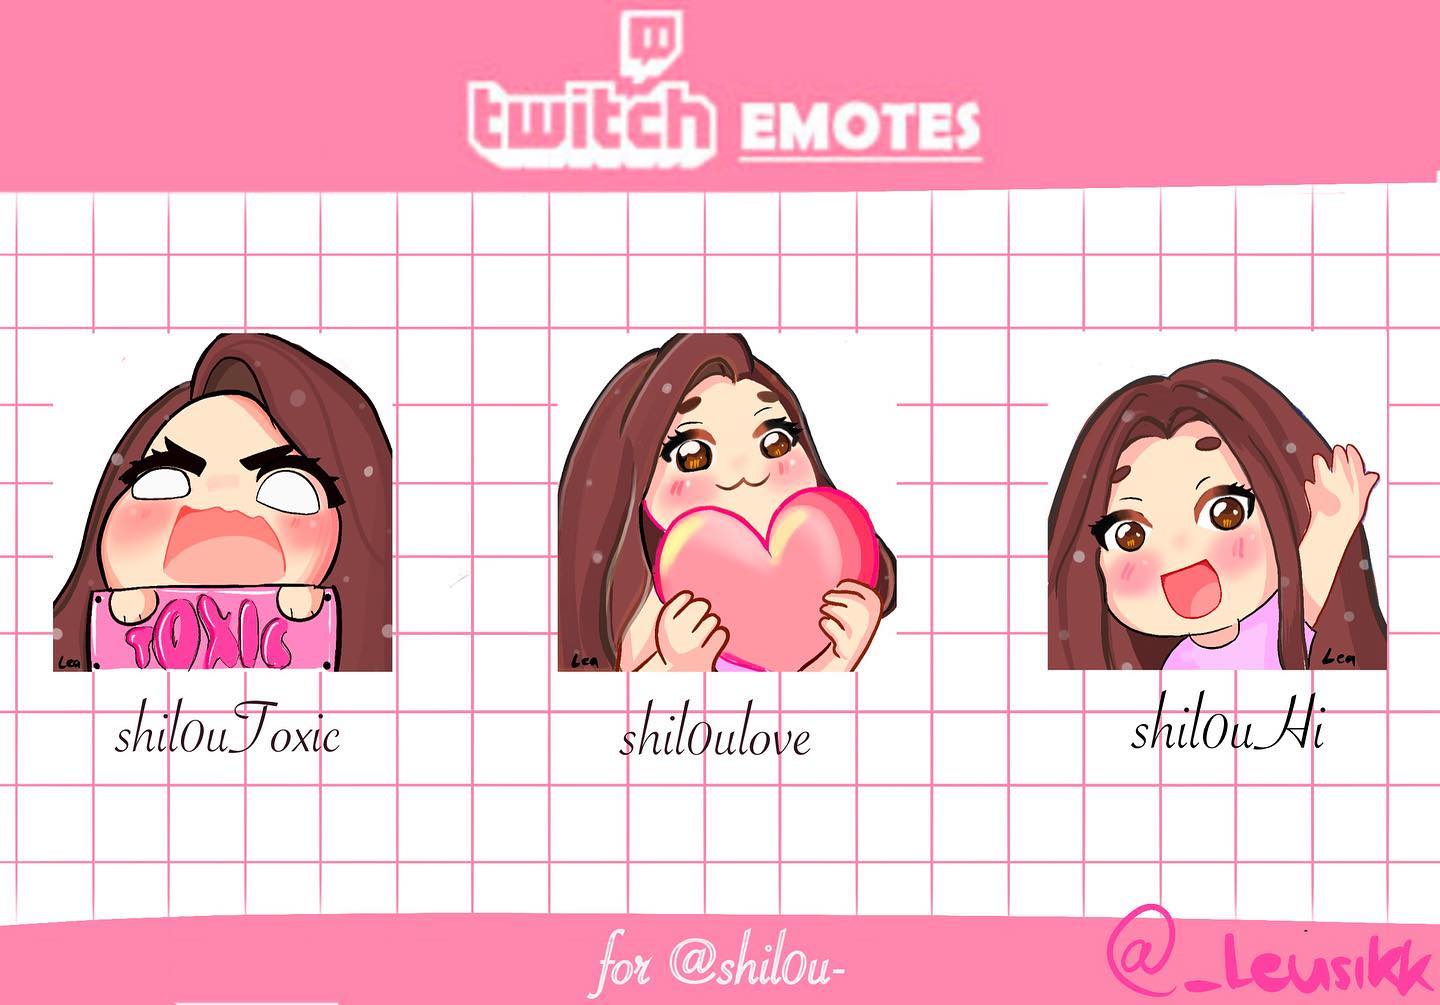 twitch EMOTES
TOXIC
Lea
Lea
Lea
shil0uToxic
shil0ulove
shil0uHi
for @shil0u-
@_Leusikk